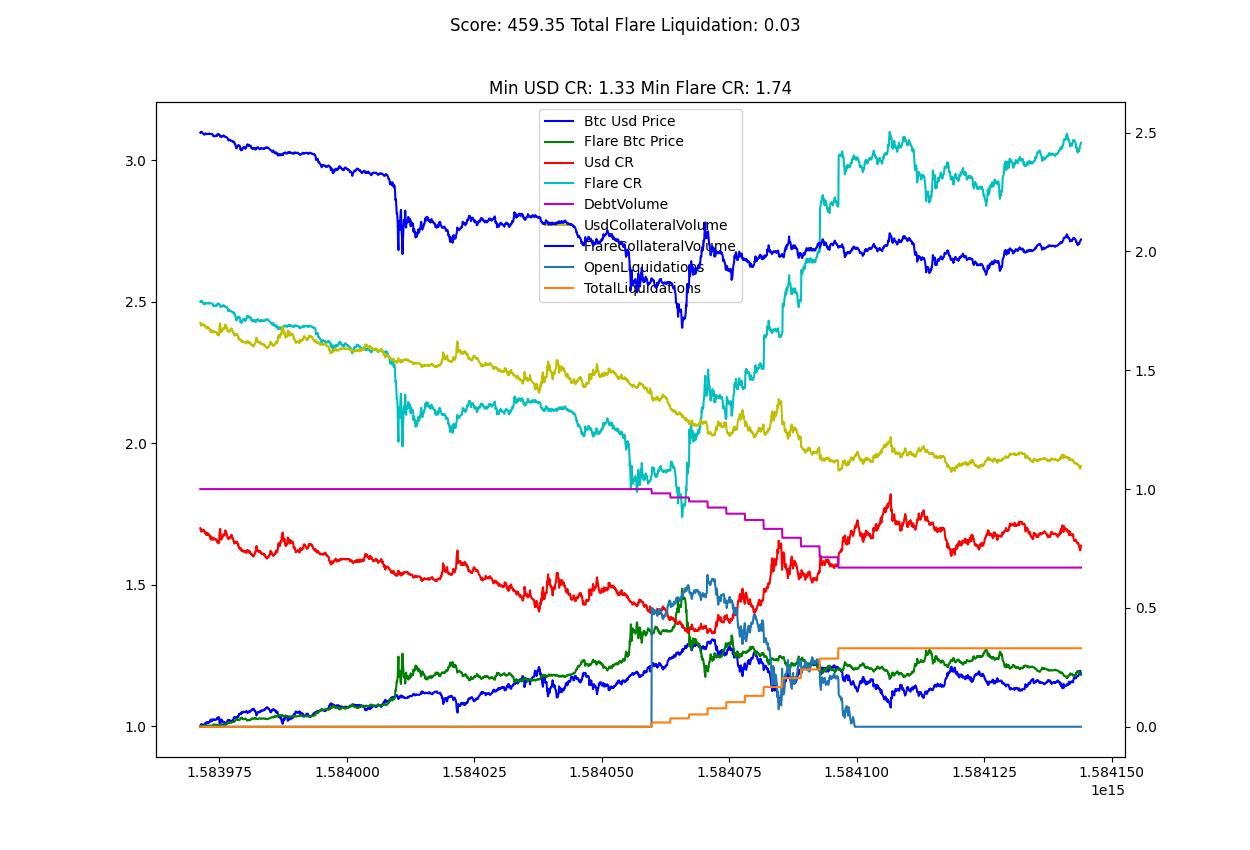 Score: 459.35 Total Flare Liquidation: 0.03
Min USD CR: 1.33 Min Flare CR: 1.74
Btc Usd Price
Flare Btc Price
Usd CR
Flare CR
DebtVolume
UsdCollateralVolume
FlareCollateralVolume
OpenLiquidations
TotalLiquidations
3.0
2.5
2.0
1.5
1.0
2.5
2.0
1.5
1.0
0.5
0.0
1.583975 1.584000 1.584025 1.584050 1.584075 1.584100 1.584125 1.584150
1e15